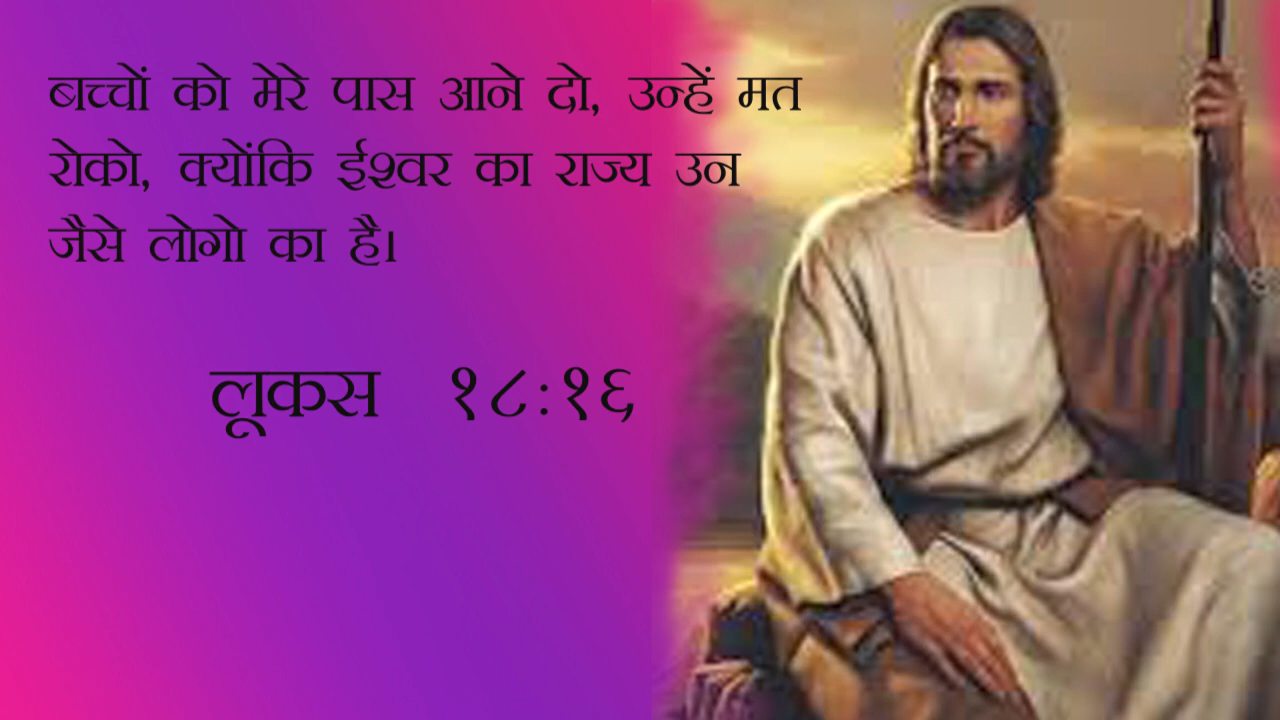 बच्चों को मेरे पास आने दो, उन्हें मत
रोको, क्योंकि ईश्वर का राज्य उन
जैसे लोगो का है।
लूकस १८:१६